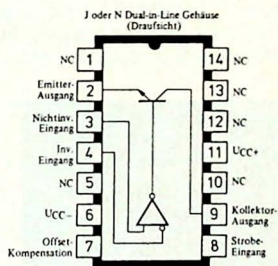 J oder N Dual-in-Line Gehäuse
(Draufsicht)
NC 1
14 NC
Emitter-
Ausgang 2
13 NC
Nichtinv.
Eingang 3
12 NC
Inv.
Eingang 4
11 UCC+
NC 5
10 NC
UCC− 6
9 Kollektor-
Ausgang
Offset-
Kompensation 7
8 Strobe-
Eingang